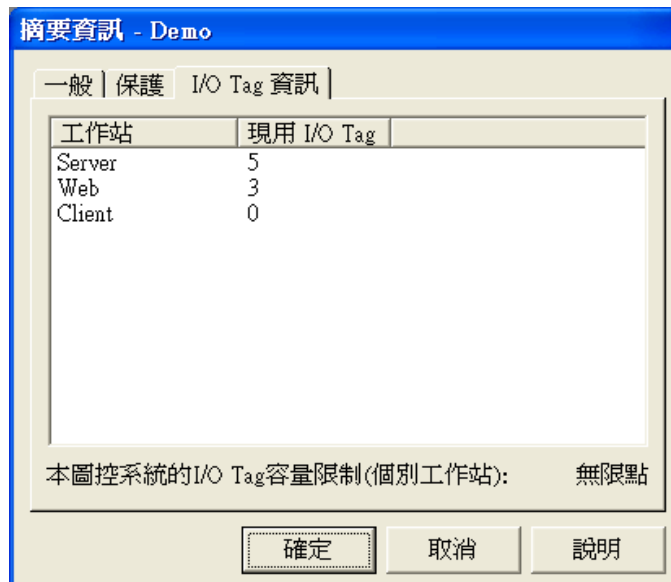 摘要資訊 - Demo
一般 保護 I/O Tag 資訊
工作站 現用 I/O Tag
Server 5
Web 3
Client 0
本圖控系統的I/O Tag容量限制(個別工作站): 無限點
確定 取消 說明